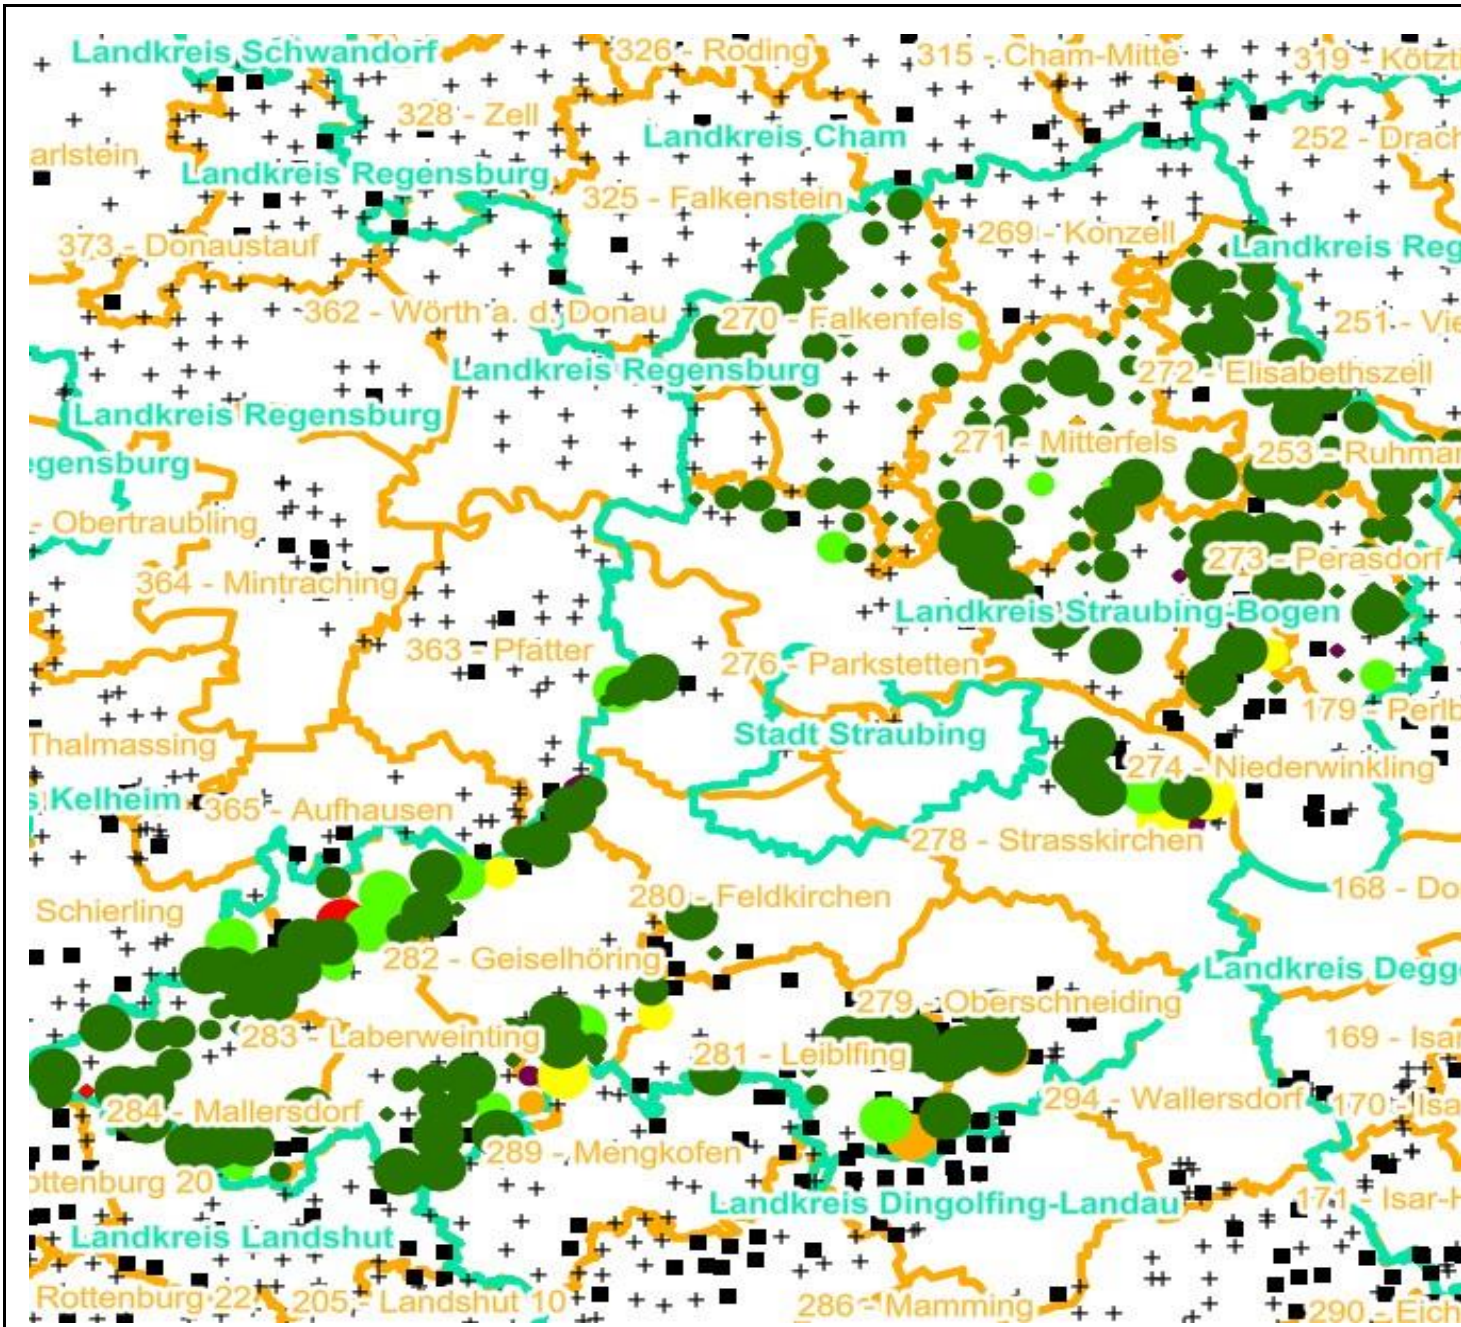 Landkreis Schwandorf
326 - Roding
315 - Cham-Mitte
319 - Kötzt
328 - Zell
Landkreis Cham
252 - Drach
arlstein
Landkreis Regensburg
325 - Falkenstein
269 - Konzell
373 - Donaustauf
Landkreis Reg
362 - Wörth a. d. Donau
270 - Falkenfels
251 - Vie
Landkreis Regensburg
272 - Elisabethszell
Landkreis Regensburg
271 - Mitterfels
253 - Ruhmar
egensburg
- Obertraubling
273 - Perasdorf
364 - Mintraching
Landkreis Straubing-Bogen
363 - Pfatter
276 - Parkstetten
179 - Perlb
Thalmassing
Stadt Straubing
274 - Niederwinkling
s Kelheim
365 - Aufhausen
278 - Strasskirchen
280 - Feldkirchen
168 - Do
Schierling
282 - Geiselhöring
Landkreis Degge
279 - Oberschneiding
283 - Laberweinting
281 - Leiblfing
169 - Isar
284 - Mallersdorf
294 - Wallersdorf
170 - Isa
289 - Mengkofen
ottenburg 20
Landkreis Dingolfing-Landau
171 - Isar-H
Landkreis Landshut
Rottenburg 22
205 - Landshut 10
286 - Mamming
290 - Eich